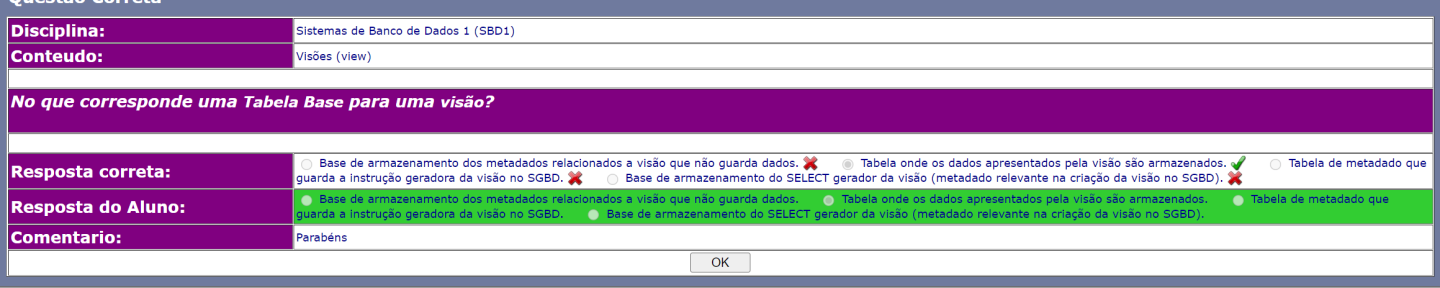 Questão Correta
Disciplina: Sistemas de Banco de Dados 1 (SBD1)
Conteudo: Visões (view)
No que corresponde uma Tabela Base para uma visão?
Resposta correta: Base de armazenamento dos metadados relacionados a visão que não guarda dados. Tabela onde os dados apresentados pela visão são armazenados. Tabela de metadado que
guarda a instrução geradora da visão no SGBD. Base de armazenamento do SELECT gerador da visão (metadado relevante na criação da visão no SGBD).
Resposta do Aluno: Base de armazenamento dos metadados relacionados a visão que não guarda dados. Tabela onde os dados apresentados pela visão são armazenados. Tabela de metadado que
guarda a instrução geradora da visão no SGBD. Base de armazenamento do SELECT gerador da visão (metadado relevante na criação da visão no SGBD).
Comentario: Parabéns
OK